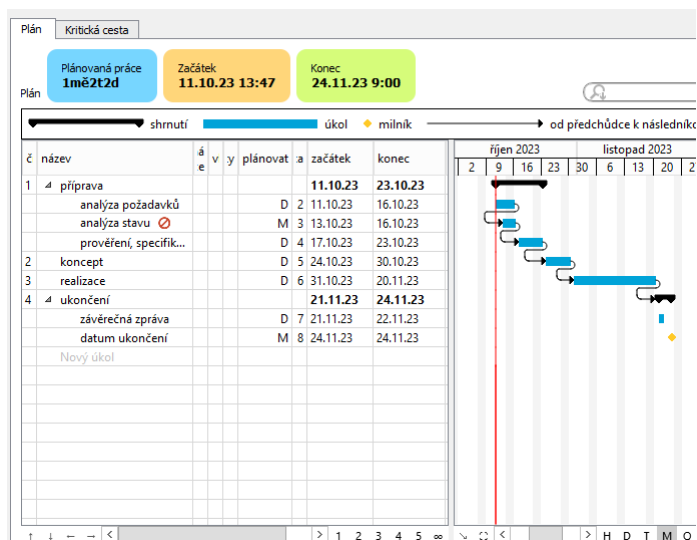 Plán Kritická cesta
Plán
Plánovaná práce
1mě2t2d
Začátek
11.10.23 13:47
Konec
24.11.23 9:00
shrnutí úkol milník od předchůdce k následníko
č název á e v :y plánovat :a začátek konec
říjen 2023 listopad 2023
2 9 16 23 30 6 13 20 27
1 příprava 11.10.23 23.10.23
analýza požadavků D 2 11.10.23 16.10.23
analýza stavu M 3 13.10.23 16.10.23
prověření, specifik... D 4 17.10.23 23.10.23
2 koncept D 5 24.10.23 30.10.23
3 realizace D 6 31.10.23 20.11.23
4 ukončení 21.11.23 24.11.23
závěrečná zpráva D 7 21.11.23 22.11.23
datum ukončení M 8 24.11.23 24.11.23
Nový úkol
1 2 3 4 5 ∞ H D T M Q